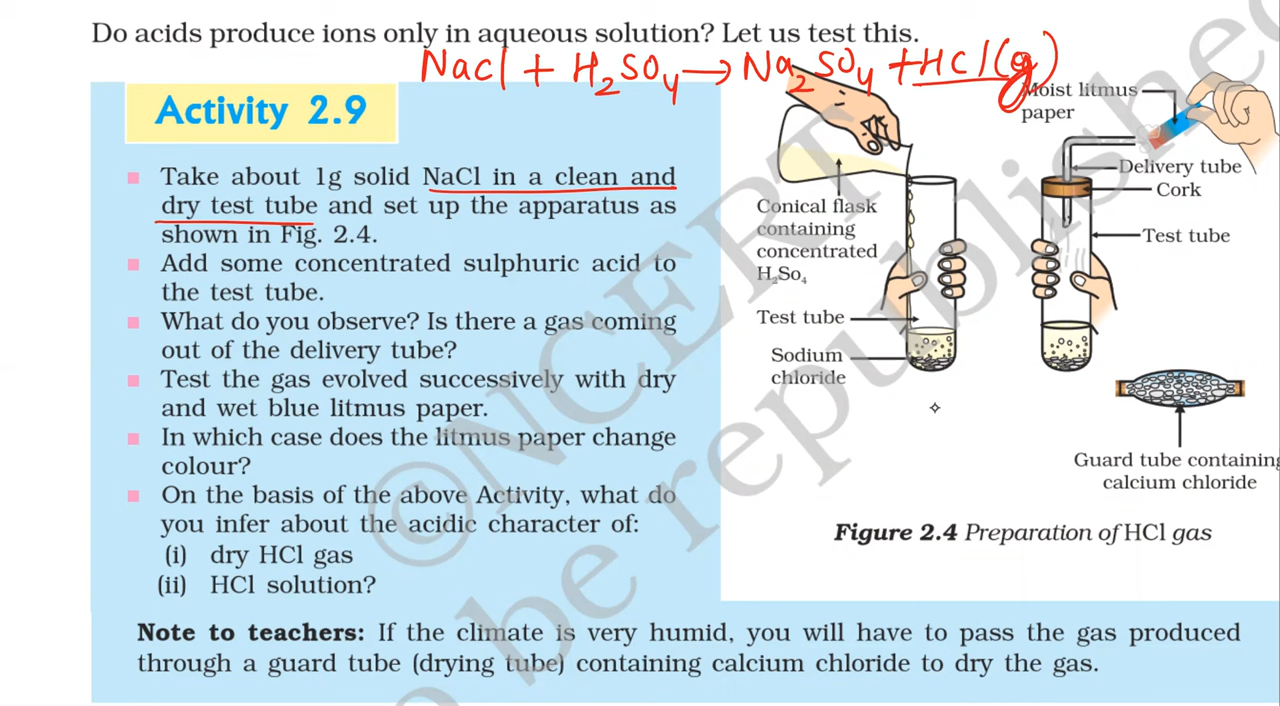 Do acids produce ions only in aqueous solution? Let us test this.
Nacl + H₂SO₄ → Na₂SO₄ + HCl(g)
Activity 2.9
■ Take about 1g solid NaCl in a clean and
dry test tube and set up the apparatus as
shown in Fig. 2.4.
■ Add some concentrated sulphuric acid to
the test tube.
■ What do you observe? Is there a gas coming
out of the delivery tube?
■ Test the gas evolved successively with dry
and wet blue litmus paper.
■ In which case does the litmus paper change
colour?
■ On the basis of the above Activity, what do
you infer about the acidic character of:
(i) dry HCl gas
(ii) HCl solution?
Moist litmus
paper
Delivery tube
Cork
Test tube
Conical flask
containing
concentrated
H₂So₄
Test tube
Sodium
chloride
Guard tube containing
calcium chloride
Figure 2.4 Preparation of HCl gas
Note to teachers: If the climate is very humid, you will have to pass the gas produced
through a guard tube (drying tube) containing calcium chloride to dry the gas.
©NCERT
be republished